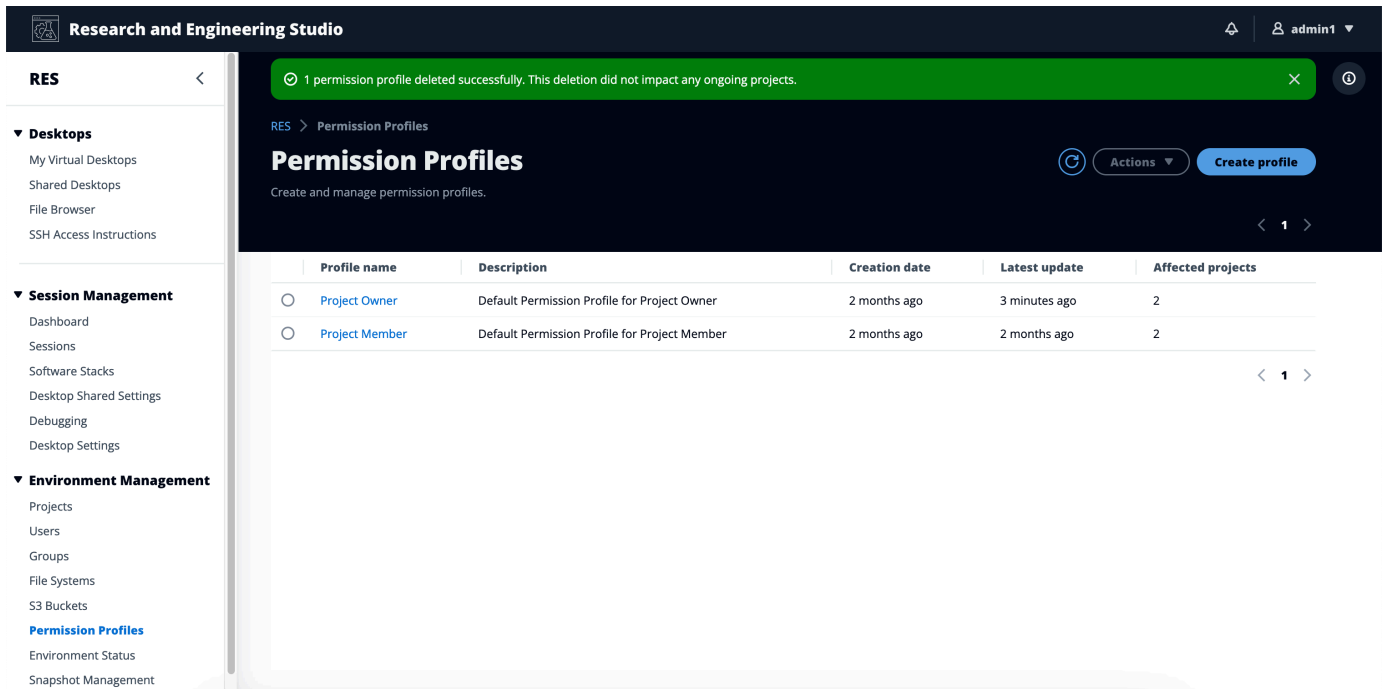 Research and Engineering Studio
admin1
RES
Desktops
My Virtual Desktops
Shared Desktops
File Browser
SSH Access Instructions
Session Management
Dashboard
Sessions
Software Stacks
Desktop Shared Settings
Debugging
Desktop Settings
Environment Management
Projects
Users
Groups
File Systems
S3 Buckets
Permission Profiles
Environment Status
Snapshot Management
1 permission profile deleted successfully. This deletion did not impact any ongoing projects.
RES > Permission Profiles
Permission Profiles
Actions
Create profile
Create and manage permission profiles.
< 1 >
Profile name Description Creation date Latest update Affected projects
Project Owner Default Permission Profile for Project Owner 2 months ago 3 minutes ago 2
Project Member Default Permission Profile for Project Member 2 months ago 2 months ago 2
< 1 >